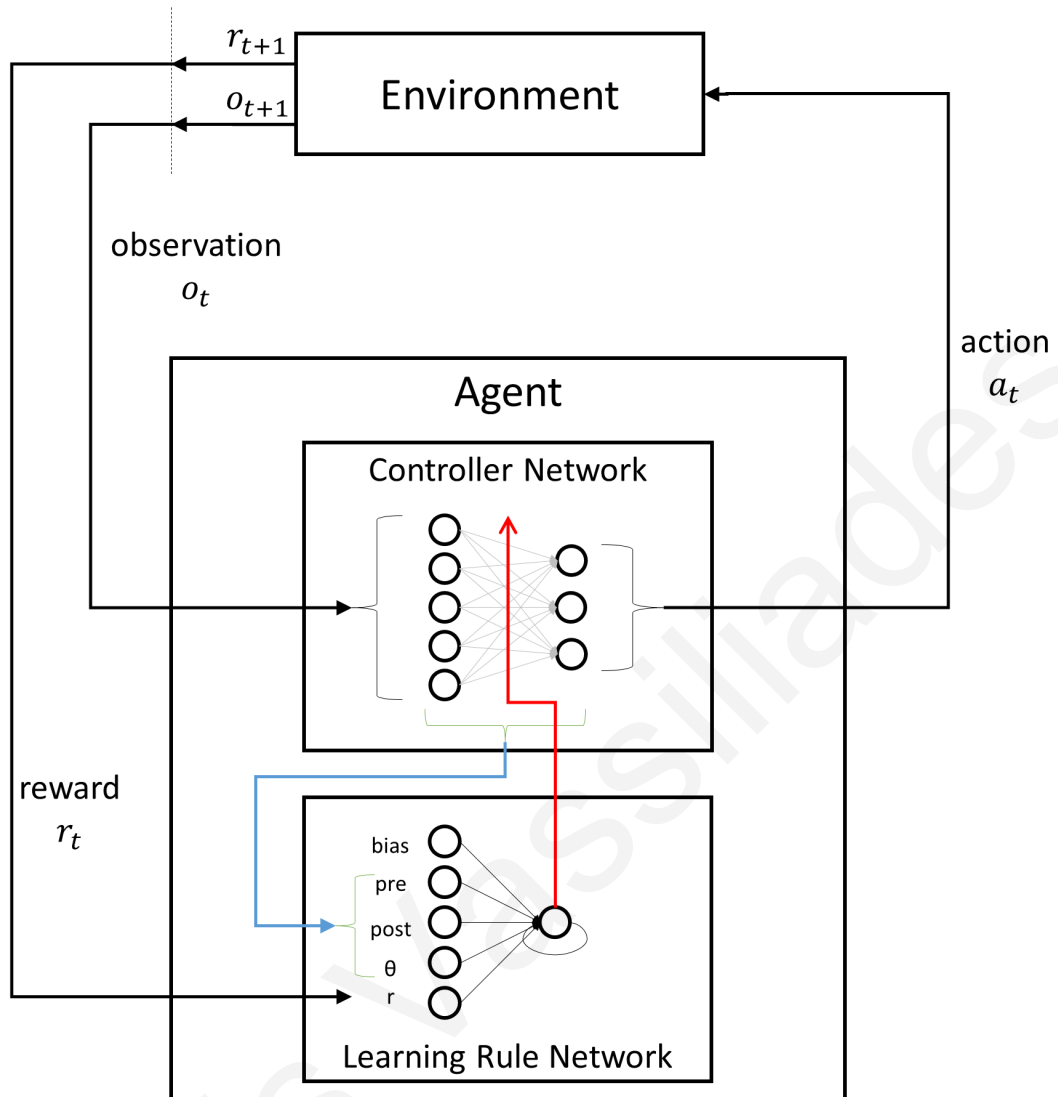 r_{t+1}
Environment
o_{t+1}
observation
o_t
action
a_t
Agent
Controller Network
reward
r_t
bias
pre
post
θ
r
Learning Rule Network
Vassiliades